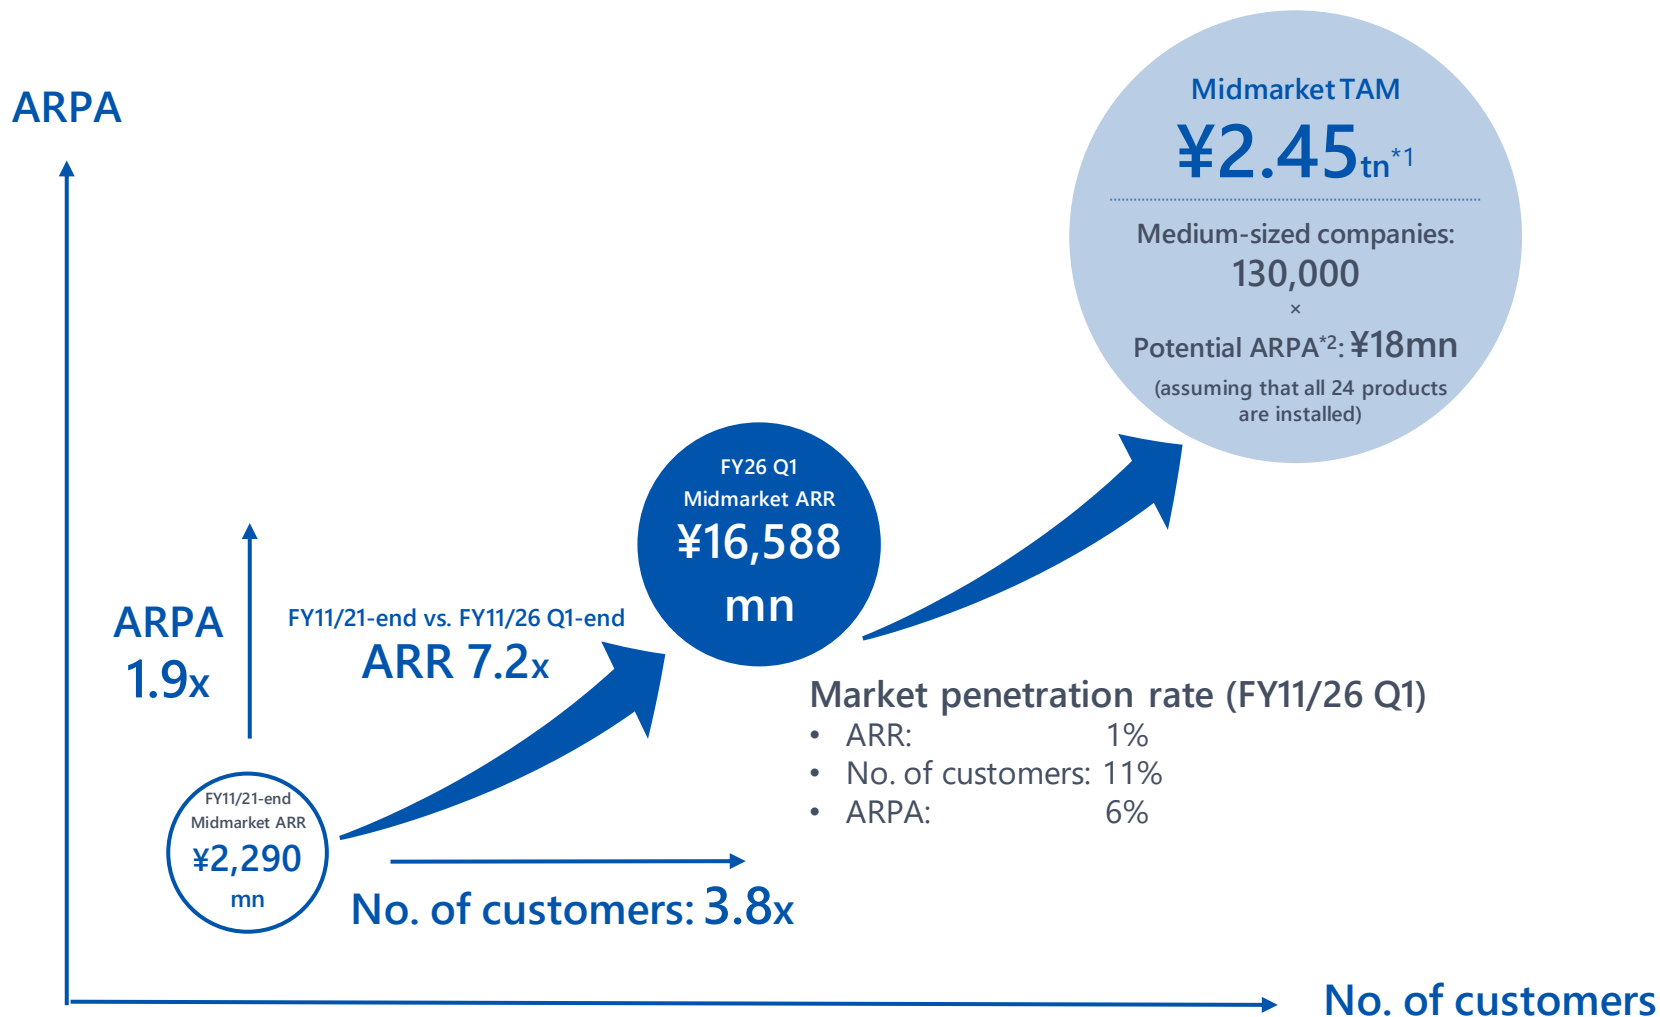 ARPA
Midmarket TAM
¥2.45tn*1
Medium-sized companies:
130,000
×
Potential ARPA*2: ¥18mn
(assuming that all 24 products
are installed)
FY26 Q1
Midmarket ARR
¥16,588
mn
ARPA
1.9x
FY11/21-end vs. FY11/26 Q1-end
ARR 7.2x
Market penetration rate (FY11/26 Q1)
• ARR: 1%
• No. of customers: 11%
• ARPA: 6%
FY11/21-end
Midmarket ARR
¥2,290
mn
No. of customers: 3.8x
No. of customers